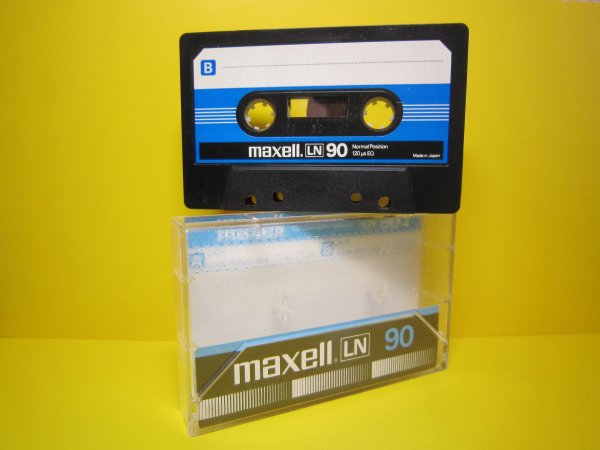 B
maxell. LN 90 Normal Position
120 µs EQ
Made in Japan
maxell. LN 90